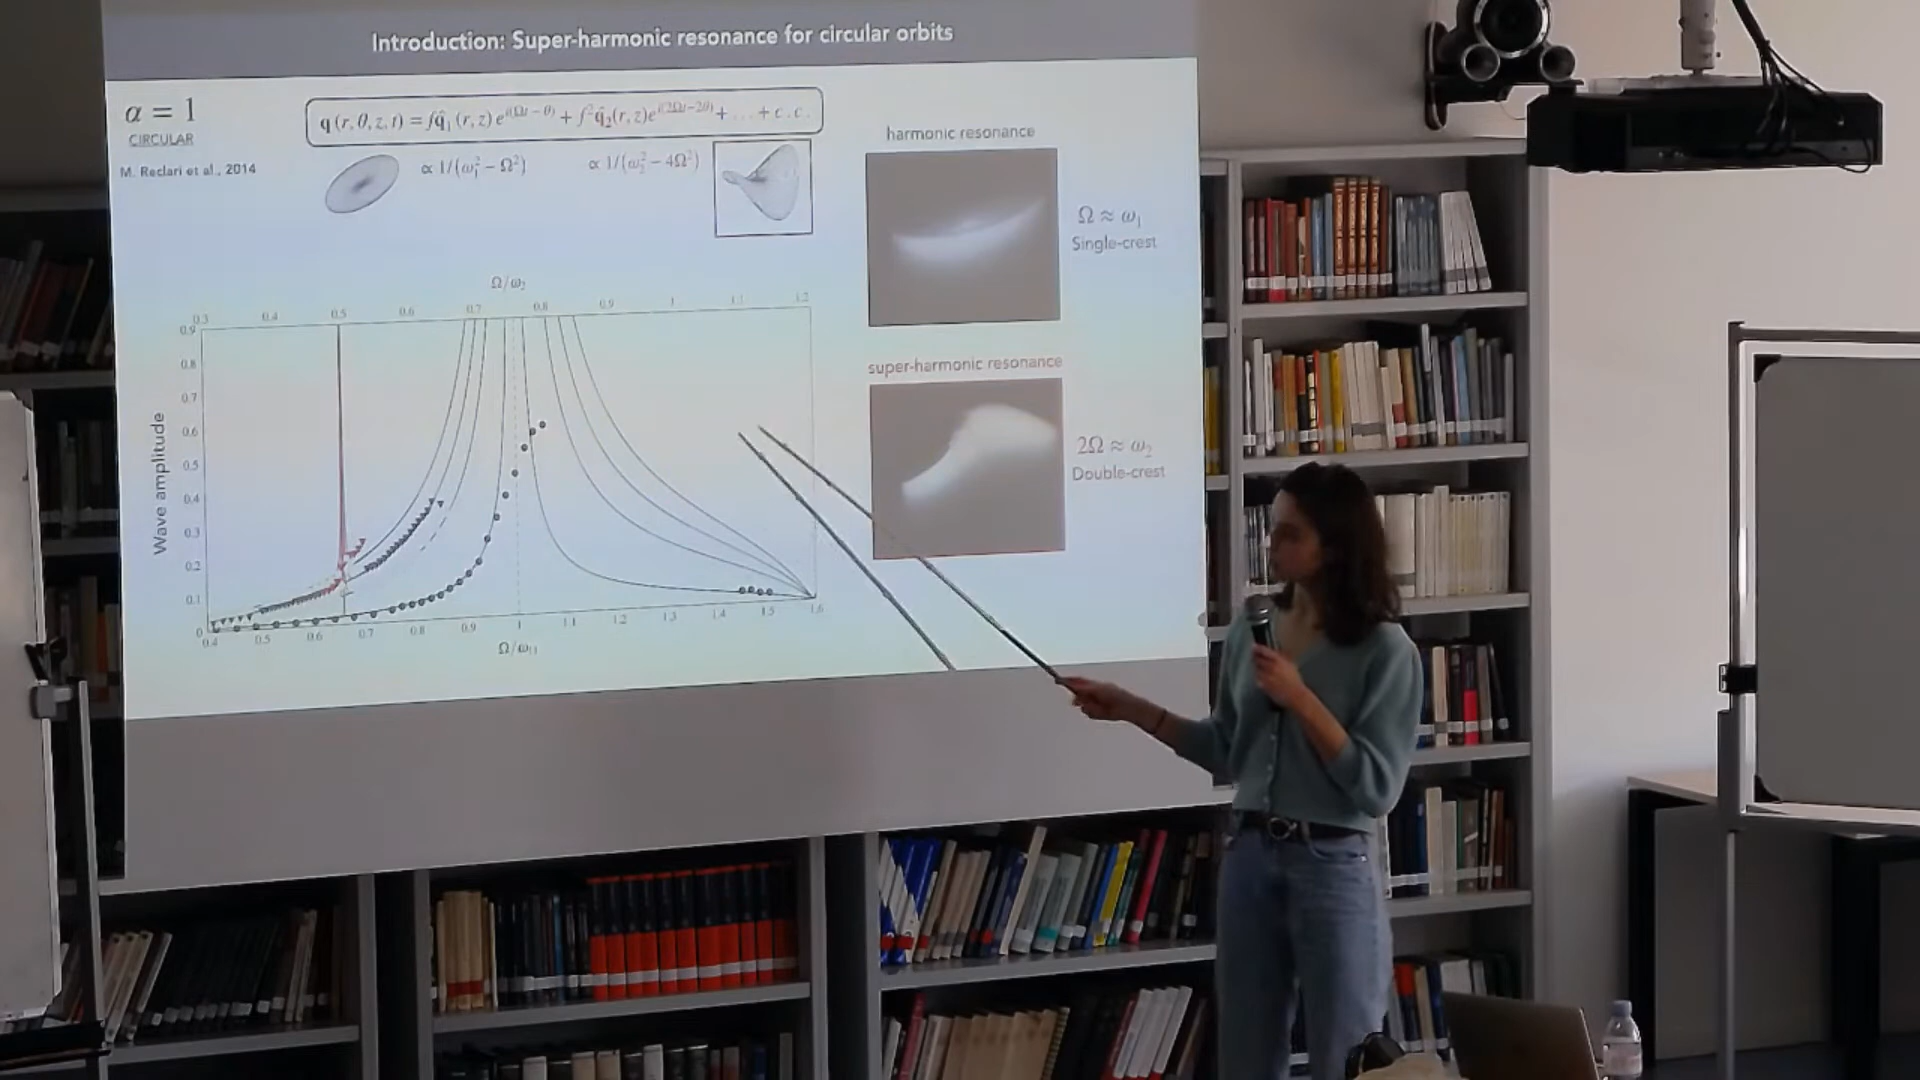 Introduction: Super-harmonic resonance for circular orbits
α = 1
CIRCULAR
M. Reclari et al., 2014
q (r, θ, z, t) = f q̂₁ (r, z) e^{i(Ωt − θ)} + f² q̂₂(r, z)e^{i(2Ωt−2θ)} + … + c.c.
∝ 1/(ω₁² − Ω²)
∝ 1/(ω₂² − 4Ω²)
harmonic resonance
Ω ≈ ω₁
Single-crest
super-harmonic resonance
2Ω ≈ ω₂
Double-crest
Ω/ω₂
0.3 0.4 0.5 0.6 0.7 0.8 0.9 1 1.1 1.2
Wave amplitude
0.9
0.8
0.7
0.6
0.5
0.4
0.3
0.2
0.1
0
0.4 0.5 0.6 0.7 0.8 0.9 1 1.1 1.2 1.3 1.4 1.5 1.6
Ω/ω₁₁